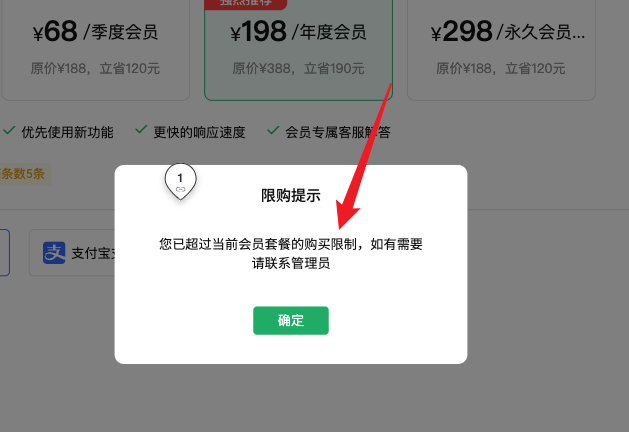 强烈推荐
¥68 /季度会员
¥198 /年度会员
¥298 /永久会员...
原价¥188，立省120元
原价¥388，立省190元
原价¥188，立省120元
优先使用新功能
更快的响应速度
会员专属客服解答
条数5条
1
限购提示
您已超过当前会员套餐的购买限制，如有需要
请联系管理员
支付宝
确定